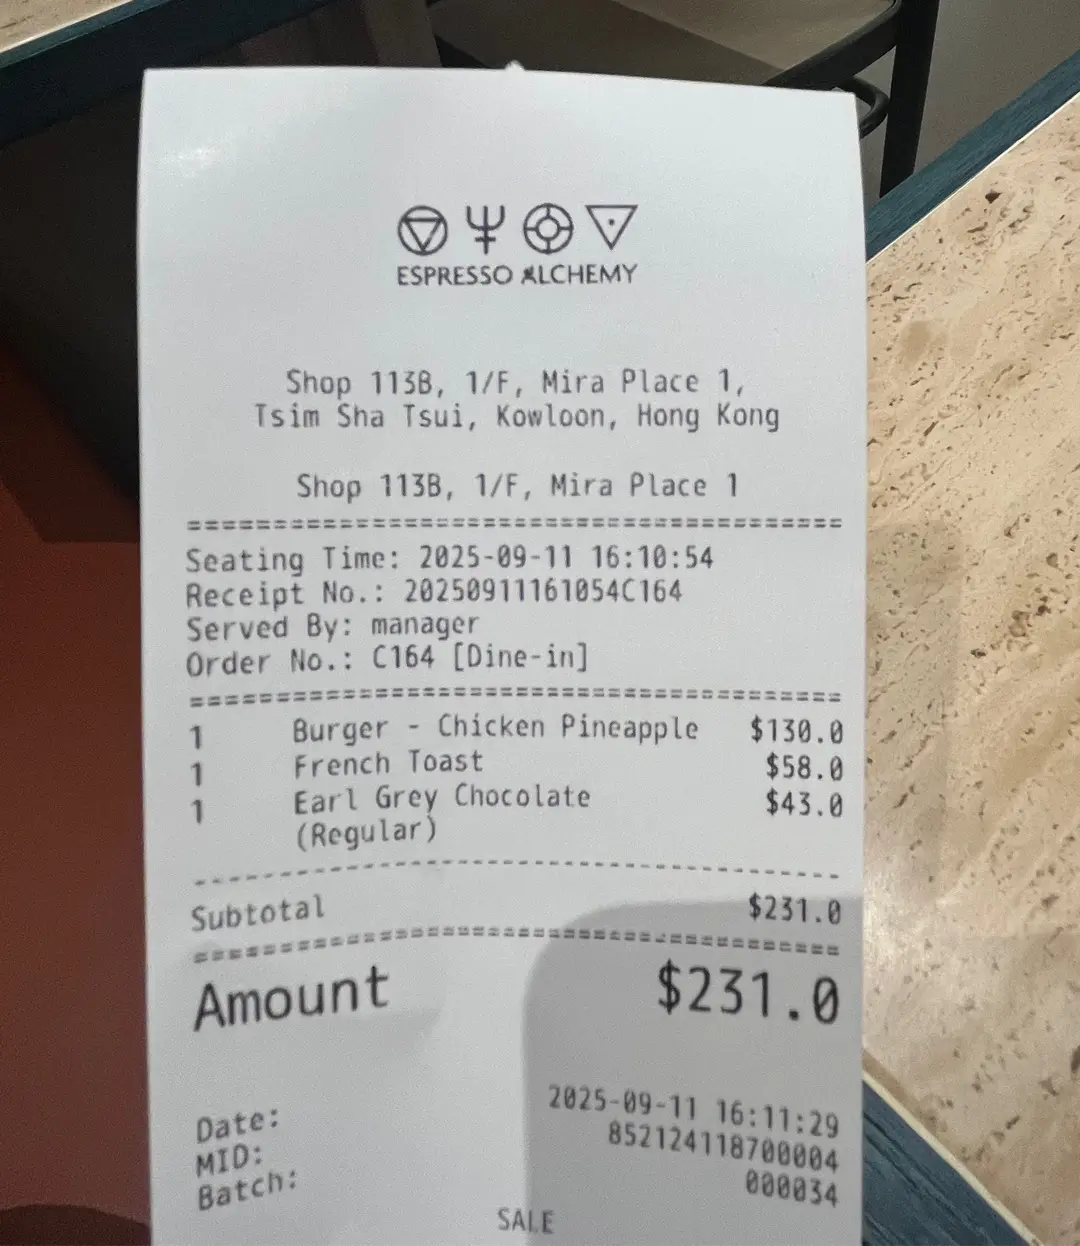 ESPRESSO ALCHEMY
Shop 113B, 1/F, Mira Place 1,
Tsim Sha Tsui, Kowloon, Hong Kong
Shop 113B, 1/F, Mira Place 1
========================================
Seating Time: 2025-09-11 16:10:54
Receipt No.: 20250911161054C164
Served By: manager
Order No.: C164 [Dine-in]
========================================
1 Burger - Chicken Pineapple $130.0
1 French Toast $58.0
1 Earl Grey Chocolate $43.0
(Regular)
----------------------------------------
Subtotal $231.0
========================================
Amount $231.0
Date: 2025-09-11 16:11:29
MID: 852124118700004
Batch: 000034
SALE